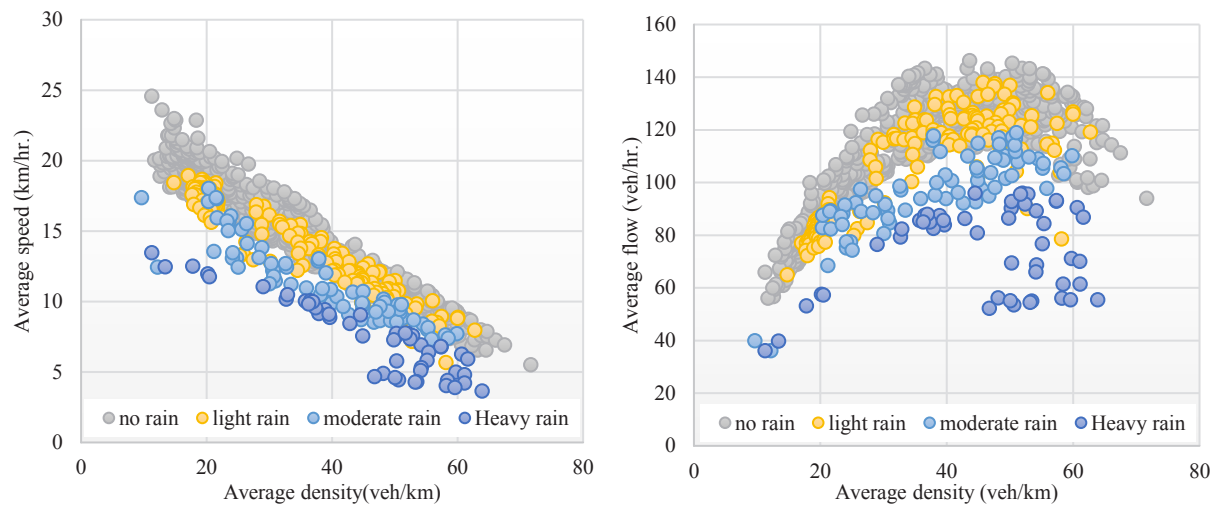 30
25
20
15
10
5
0
Average speed (km/hr.)
no rain light rain moderate rain Heavy rain
0 20 40 60 80
Average density(veh/km)
160
140
120
100
80
60
40
20
0
Average flow (veh/hr.)
no rain light rain moderate rain Heavy rain
0 20 40 60 80
Average density (veh/km)